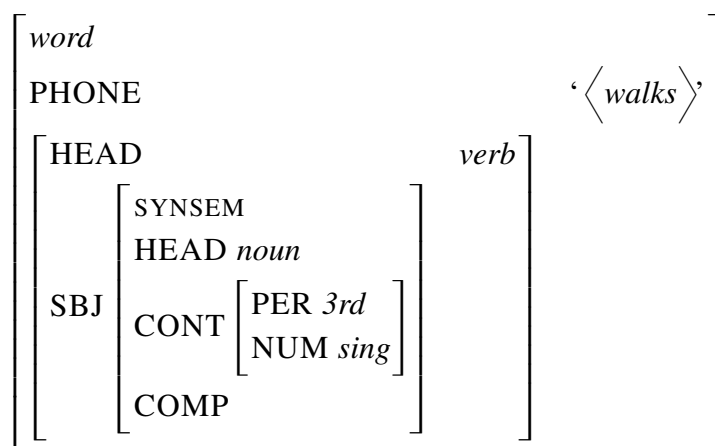 word
PHONE ‘⟨walks⟩’
HEAD verb
SYNSEM
HEAD noun
SBJ CONT PER 3rd
NUM sing
COMP